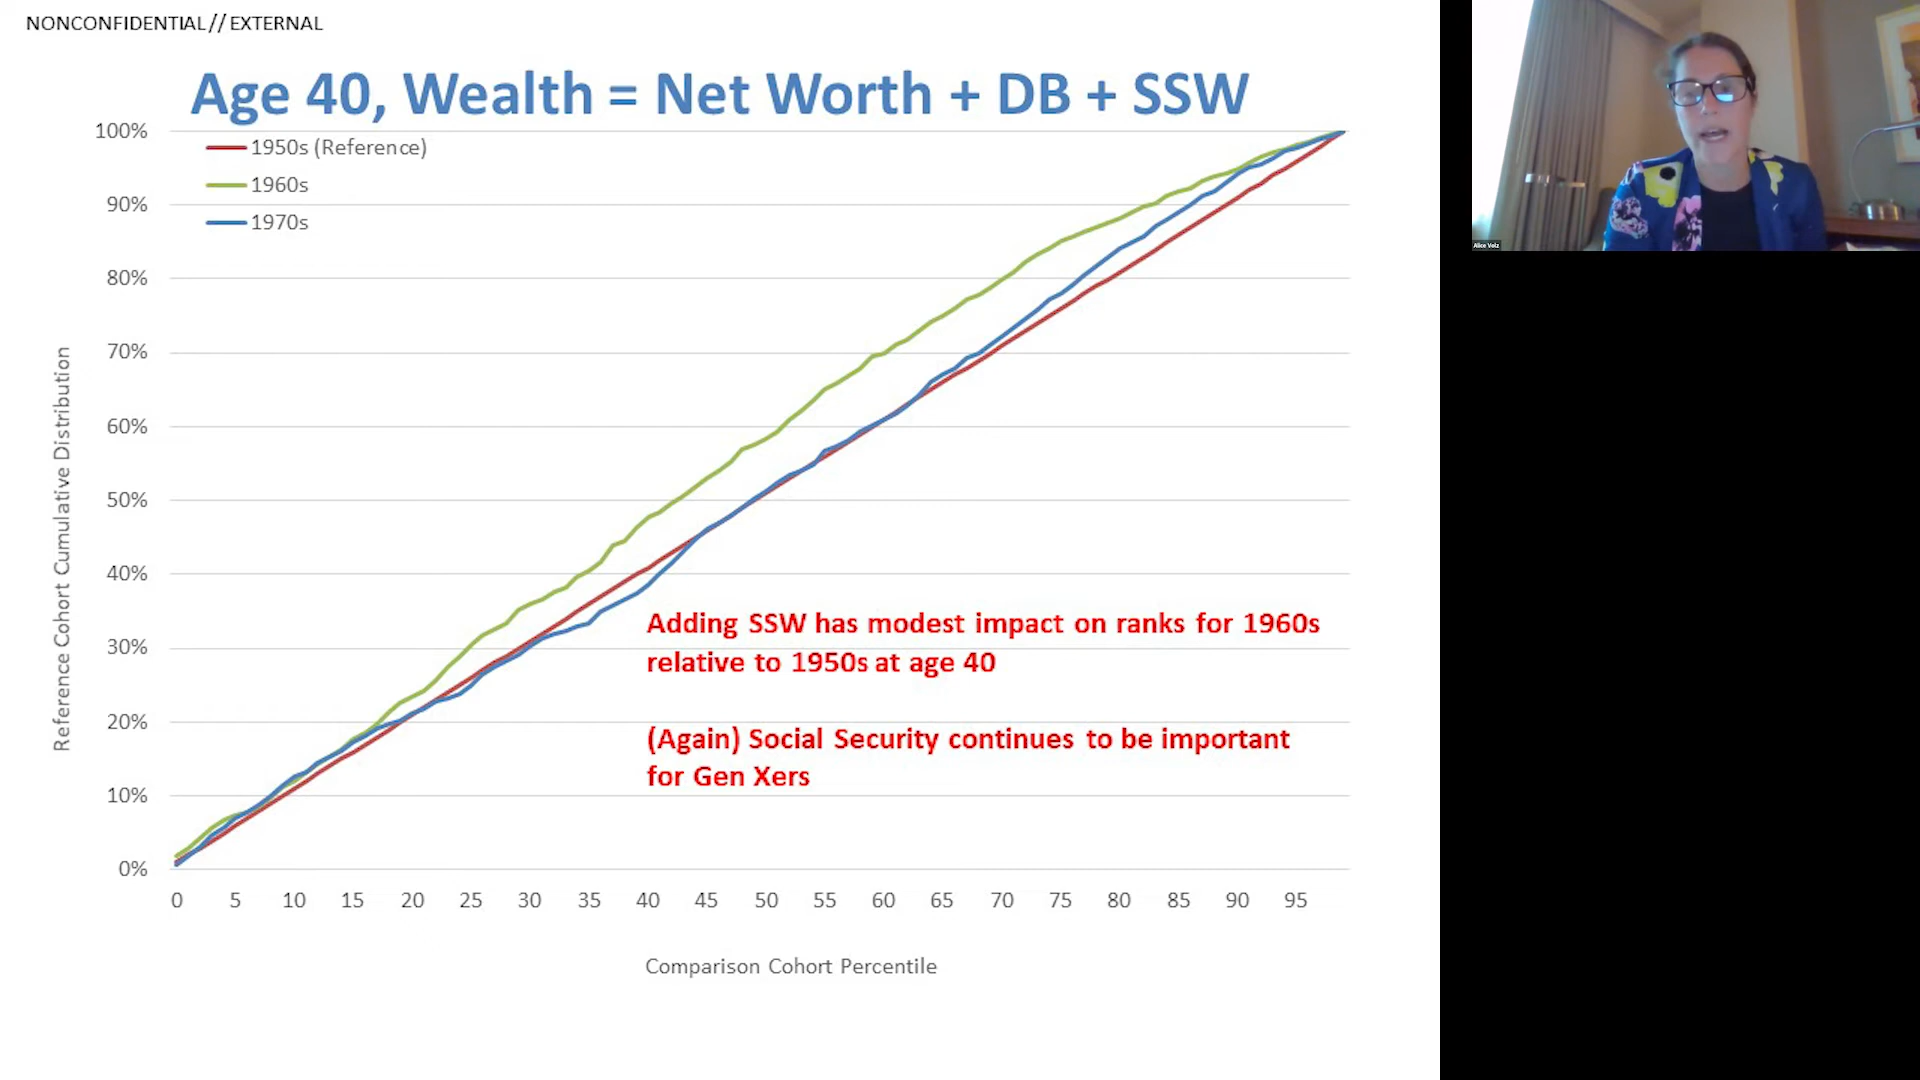 NONCONFIDENTIAL//EXTERNAL
Age 40, Wealth = Net Worth + DB + SSW
100%
90%
80%
70%
60%
50%
40%
30%
20%
10%
0%
1950s (Reference)
1960s
1970s
Reference Cohort Cumulative Distribution
Adding SSW has modest impact on ranks for 1960s
relative to 1950s at age 40
(Again) Social Security continues to be important
for Gen Xers
0 5 10 15 20 25 30 35 40 45 50 55 60 65 70 75 80 85 90 95
Comparison Cohort Percentile
Alice Volz